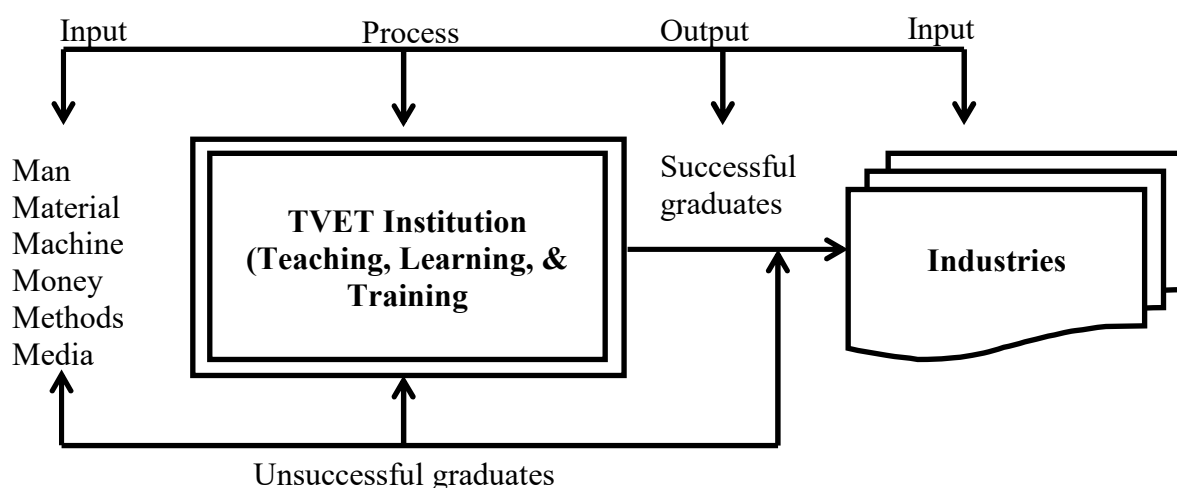 Input
Process
Output
Input
Man
Material
Machine
Money
Methods
Media
TVET Institution
(Teaching, Learning, &
Training
Successful
graduates
Industries
Unsuccessful graduates